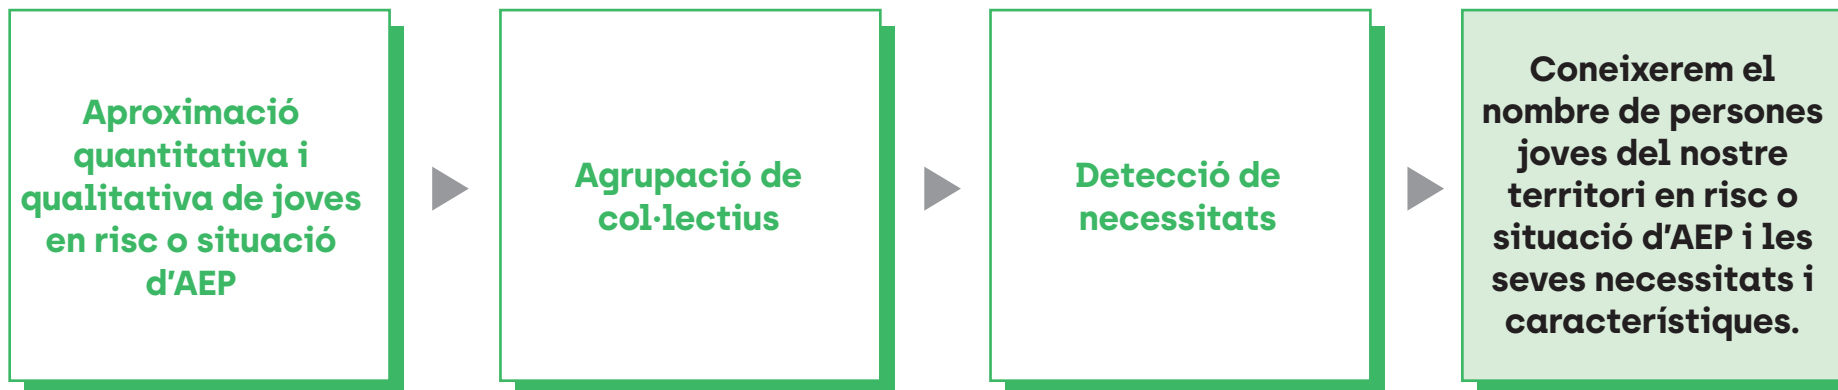 Aproximació
quantitativa i
qualitativa de joves
en risc o situació
d’AEP
Agrupació de
col·lectius
Detecció de
necessitats
Coneixerem el
nombre de persones
joves del nostre
territori en risc o
situació d’AEP i les
seves necessitats i
característiques.